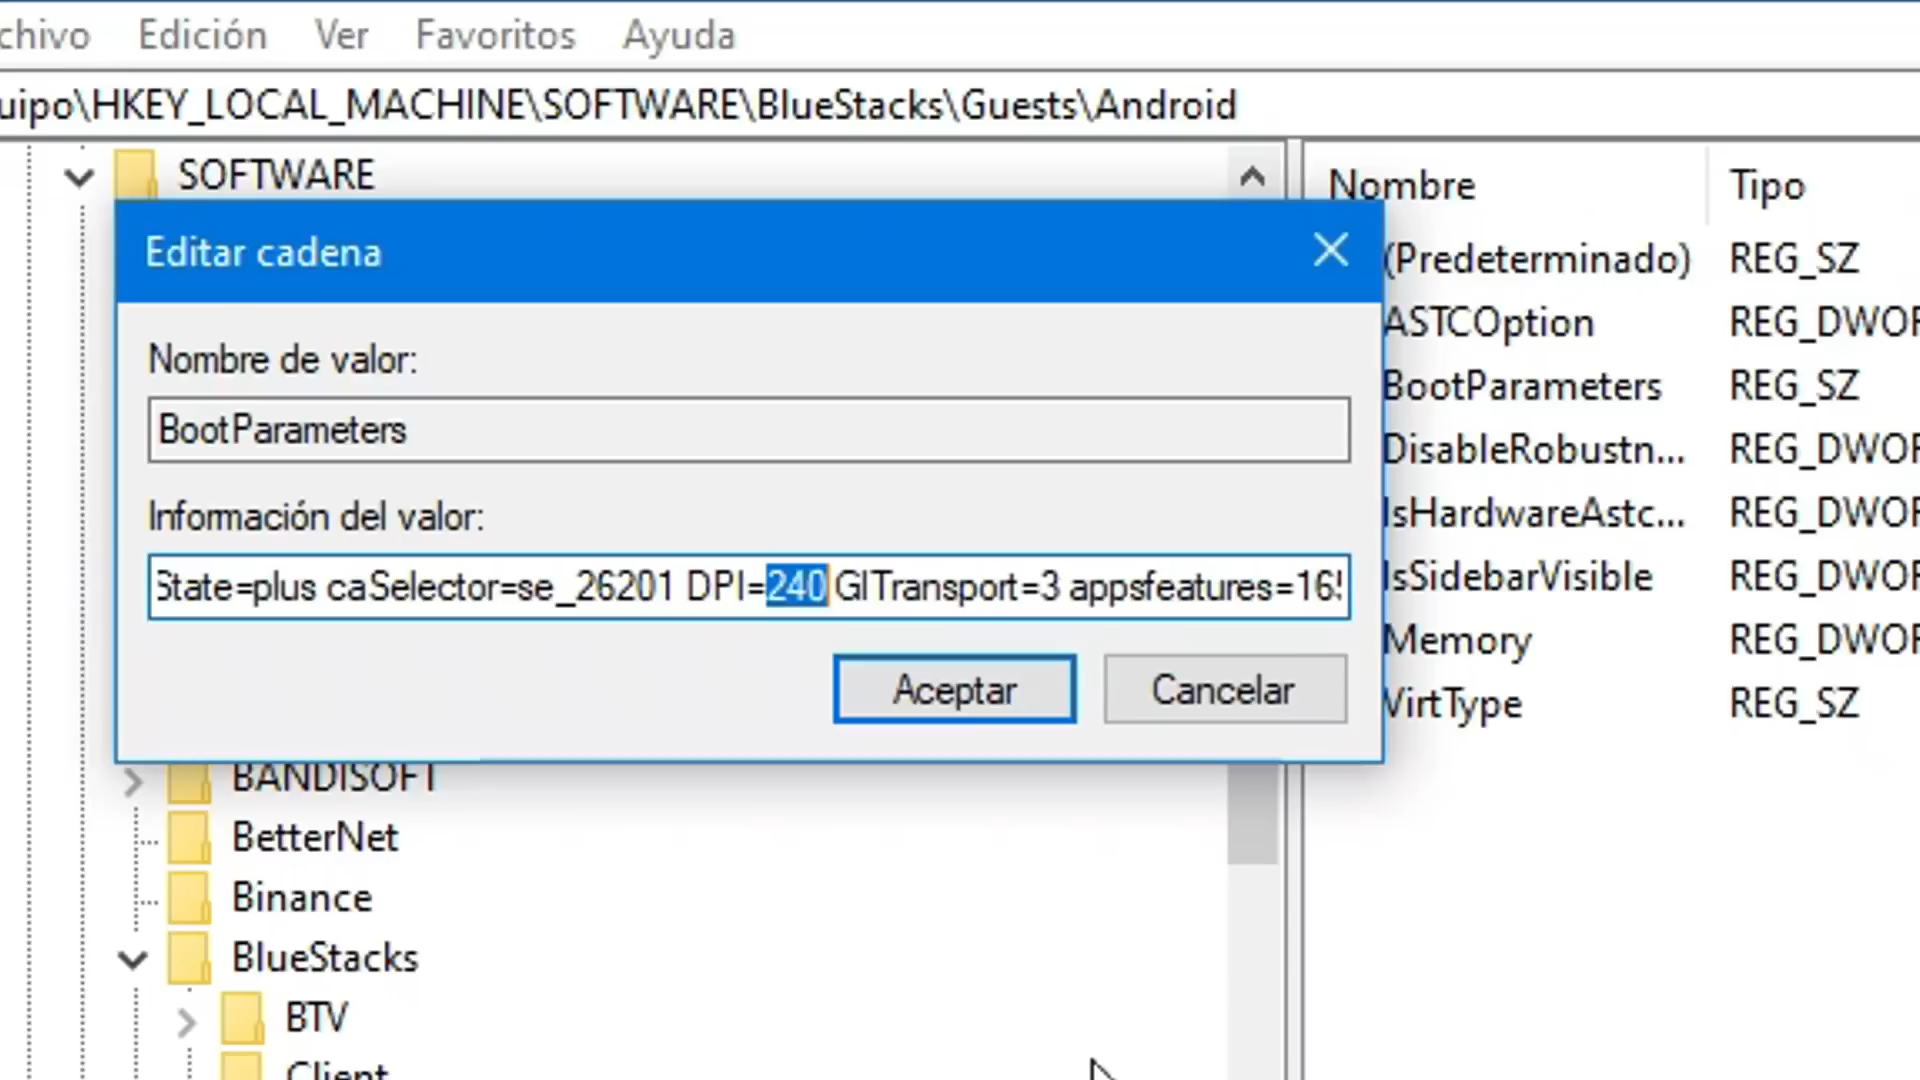 chivo Edición Ver Favoritos Ayuda
uipo\HKEY_LOCAL_MACHINE\SOFTWARE\BlueStacks\Guests\Android
SOFTWARE
Nombre Tipo
Editar cadena
Nombre de valor:
BootParameters
Información del valor:
State=plus caSelector=se_26201 DPI=240 GlTransport=3 appsfeatures=165
Aceptar Cancelar
(Predeterminado) REG_SZ
ASTCOption REG_DWOR
BootParameters REG_SZ
DisableRobustn... REG_DWOR
IsHardwareAstc... REG_DWOR
IsSidebarVisible REG_DWOR
Memory REG_DWOR
VirtType REG_SZ
BANDISOFT
BetterNet
Binance
BlueStacks
BTV
Client